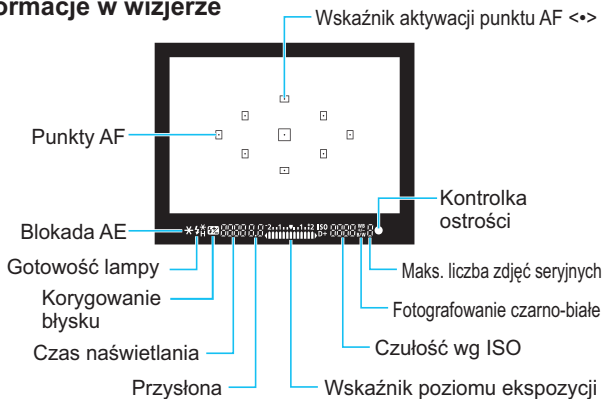 ormacje w wizjerze
Wskaźnik aktywacji punktu AF <•>
Punkty AF
Kontrolka
ostrości
Blokada AE
Gotowość lampy
Maks. liczba zdjęć seryjnych
Korygowanie
błysku
Fotografowanie czarno-białe
Czas naświetlania
Czułość wg ISO
Przysłona
Wskaźnik poziomu ekspozycji